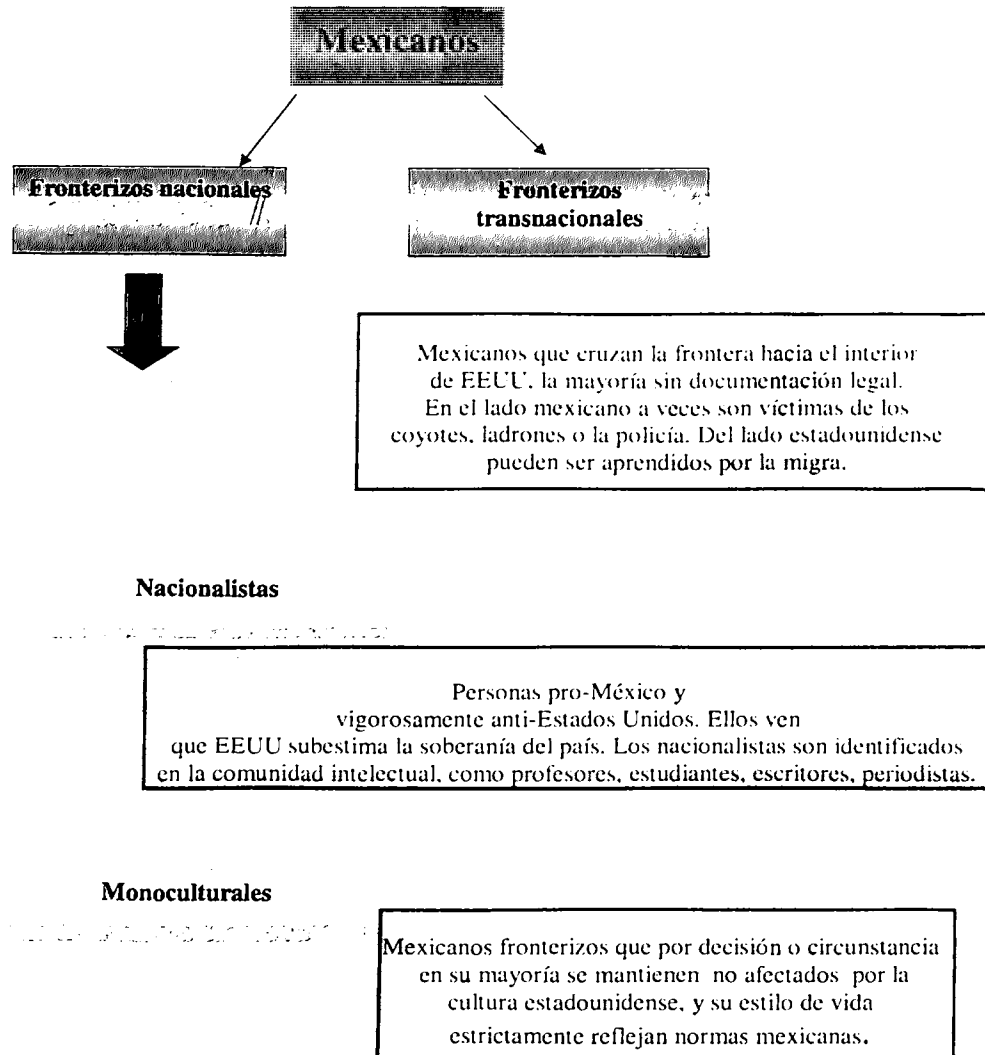 Mexicanos
Fronterizos nacionales
Fronterizos
transnacionales
Mexicanos que cruzan la frontera hacia el interior
de EEUU, la mayoría sin documentación legal.
En el lado mexicano a veces son víctimas de los
coyotes, ladrones o la policía. Del lado estadounidense
pueden ser aprendidos por la migra.
Nacionalistas
Personas pro-México y
vigorosamente anti-Estados Unidos. Ellos ven
que EEUU subestima la soberanía del país. Los nacionalistas son identificados
en la comunidad intelectual, como profesores, estudiantes, escritores, periodistas.
Monoculturales
Mexicanos fronterizos que por decisión o circunstancia
en su mayoría se mantienen no afectados por la
cultura estadounidense, y su estilo de vida
estrictamente reflejan normas mexicanas.